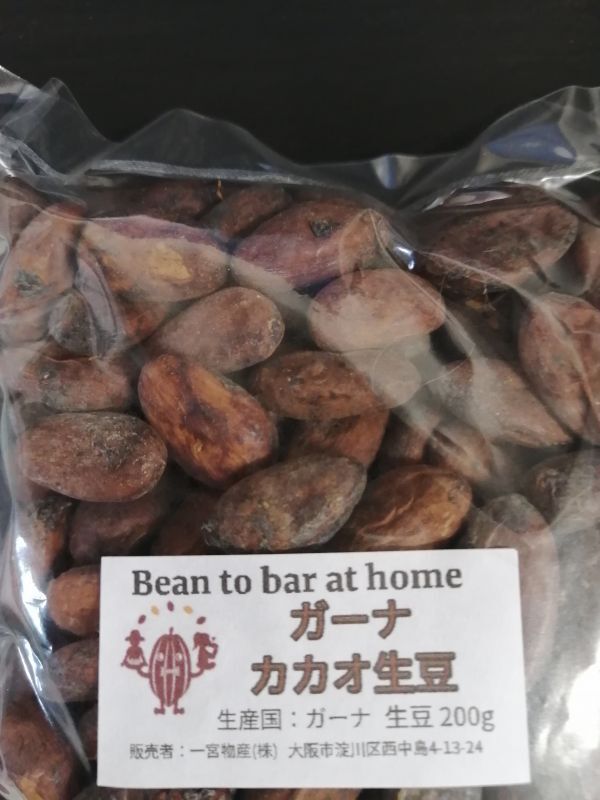 Bean to bar at home
ガーナ
カカオ生豆
生産国：ガーナ 生豆 200g
販売者：一宮物産(株) 大阪市淀川区西中島4-13-24